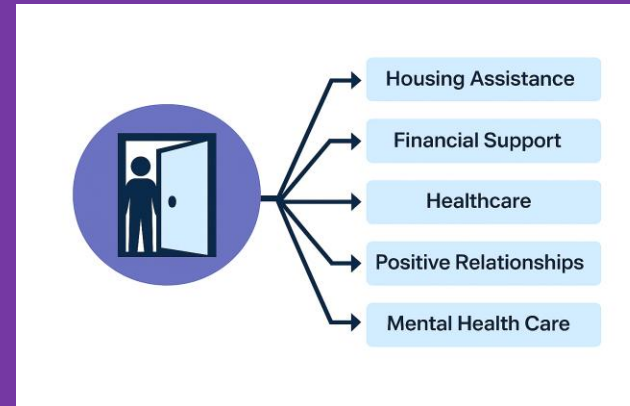 Housing Assistance
Financial Support
Healthcare
Positive Relationships
Mental Health Care